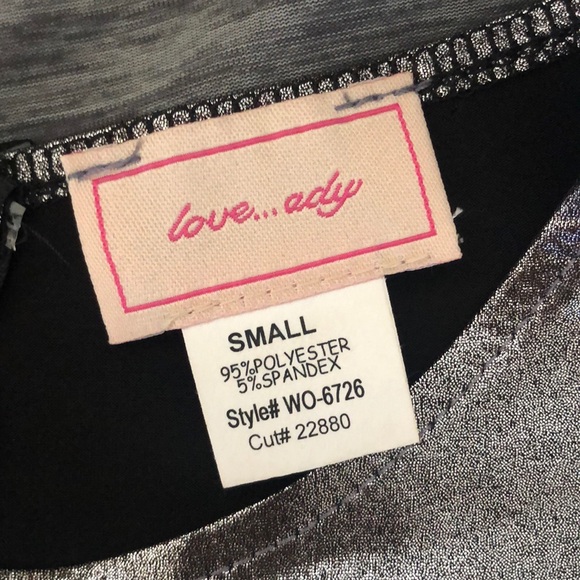 love...ady
SMALL
95%POLYESTER
5%SPANDEX
Style# WO-6726
Cut# 22880